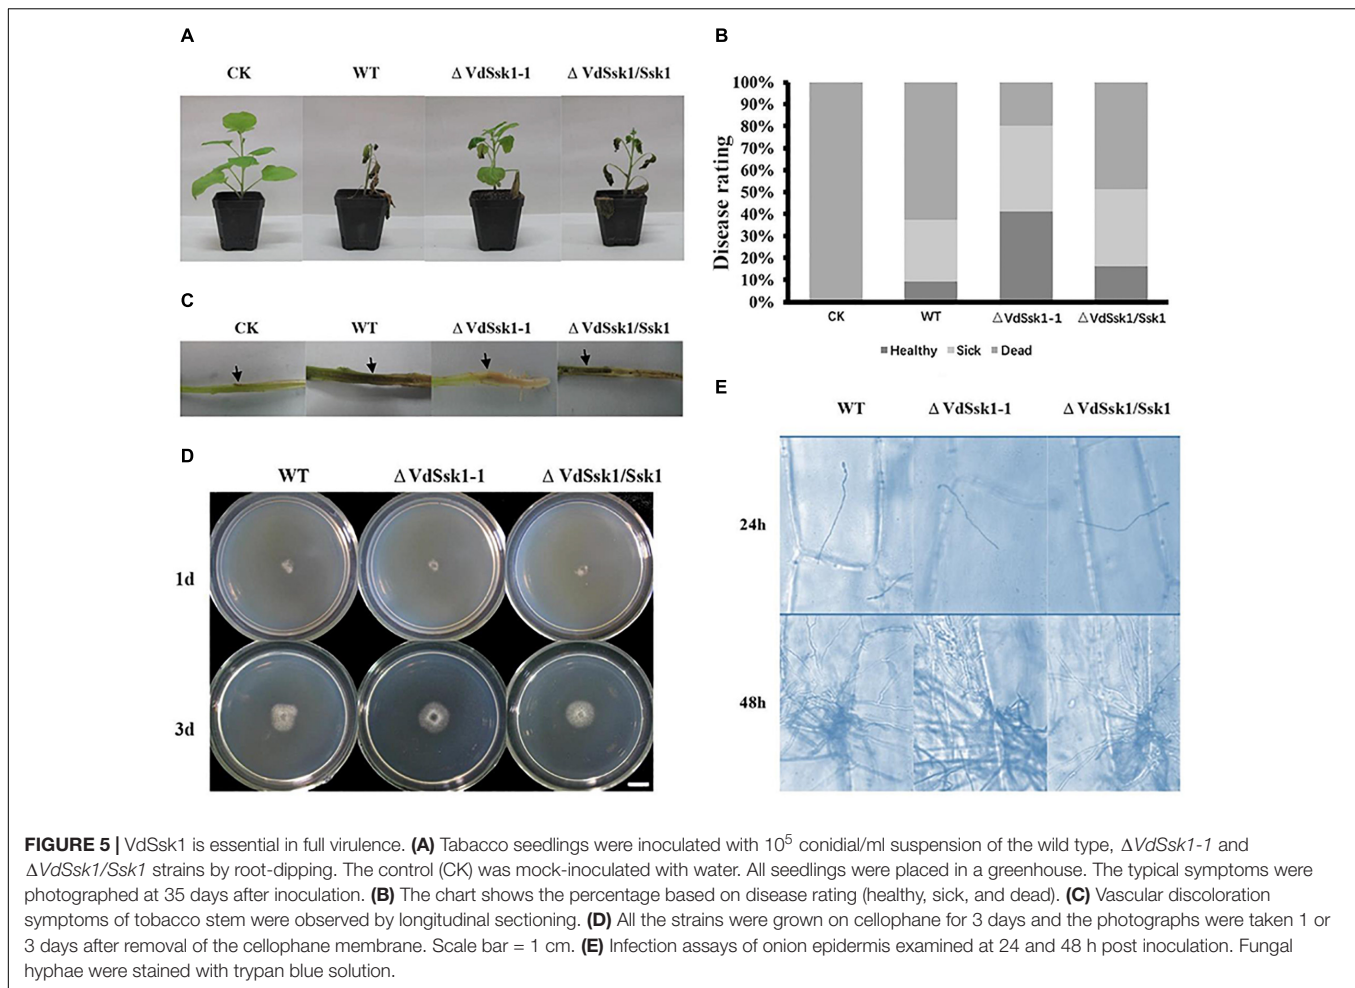 A
CK WT Δ VdSsk1-1 Δ VdSsk1/Ssk1
B
100%
90%
80%
70%
60%
50%
40%
30%
20%
10%
0%
Disease rating
CK WT △VdSsk1-1 △VdSsk1/Ssk1
Healthy Sick Dead
C
CK WT Δ VdSsk1-1 Δ VdSsk1/Ssk1
D
WT Δ VdSsk1-1 Δ VdSsk1/Ssk1
1d
3d
E
WT Δ VdSsk1-1 Δ VdSsk1/Ssk1
24h
48h
FIGURE 5 | VdSsk1 is essential in full virulence. (A) Tabacco seedlings were inoculated with 10⁵ conidial/ml suspension of the wild type, ΔVdSsk1-1 and
ΔVdSsk1/Ssk1 strains by root-dipping. The control (CK) was mock-inoculated with water. All seedlings were placed in a greenhouse. The typical symptoms were
photographed at 35 days after inoculation. (B) The chart shows the percentage based on disease rating (healthy, sick, and dead). (C) Vascular discoloration
symptoms of tobacco stem were observed by longitudinal sectioning. (D) All the strains were grown on cellophane for 3 days and the photographs were taken 1 or
3 days after removal of the cellophane membrane. Scale bar = 1 cm. (E) Infection assays of onion epidermis examined at 24 and 48 h post inoculation. Fungal
hyphae were stained with trypan blue solution.